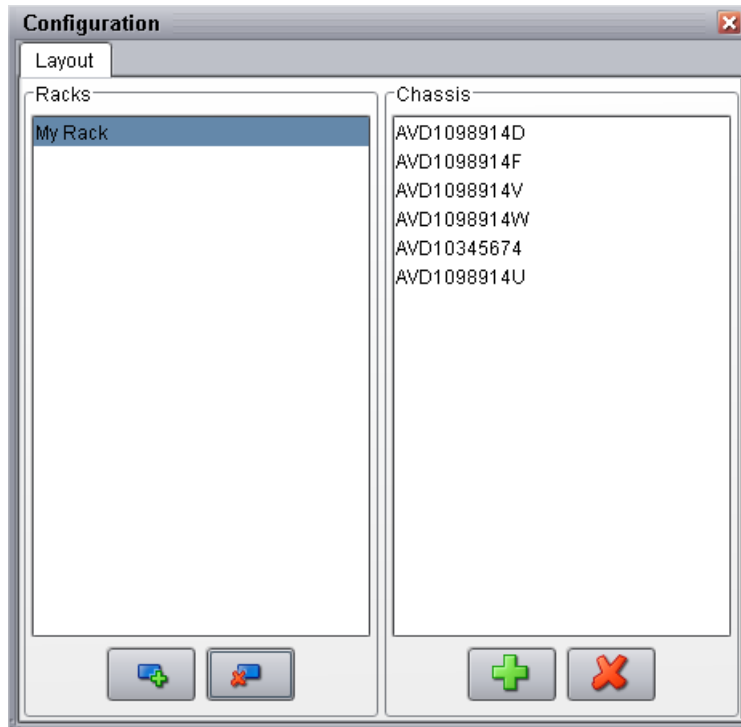 Configuration
Layout
Racks
My Rack
Chassis
AVD1098914D
AVD1098914F
AVD1098914V
AVD1098914W
AVD10345674
AVD1098914U